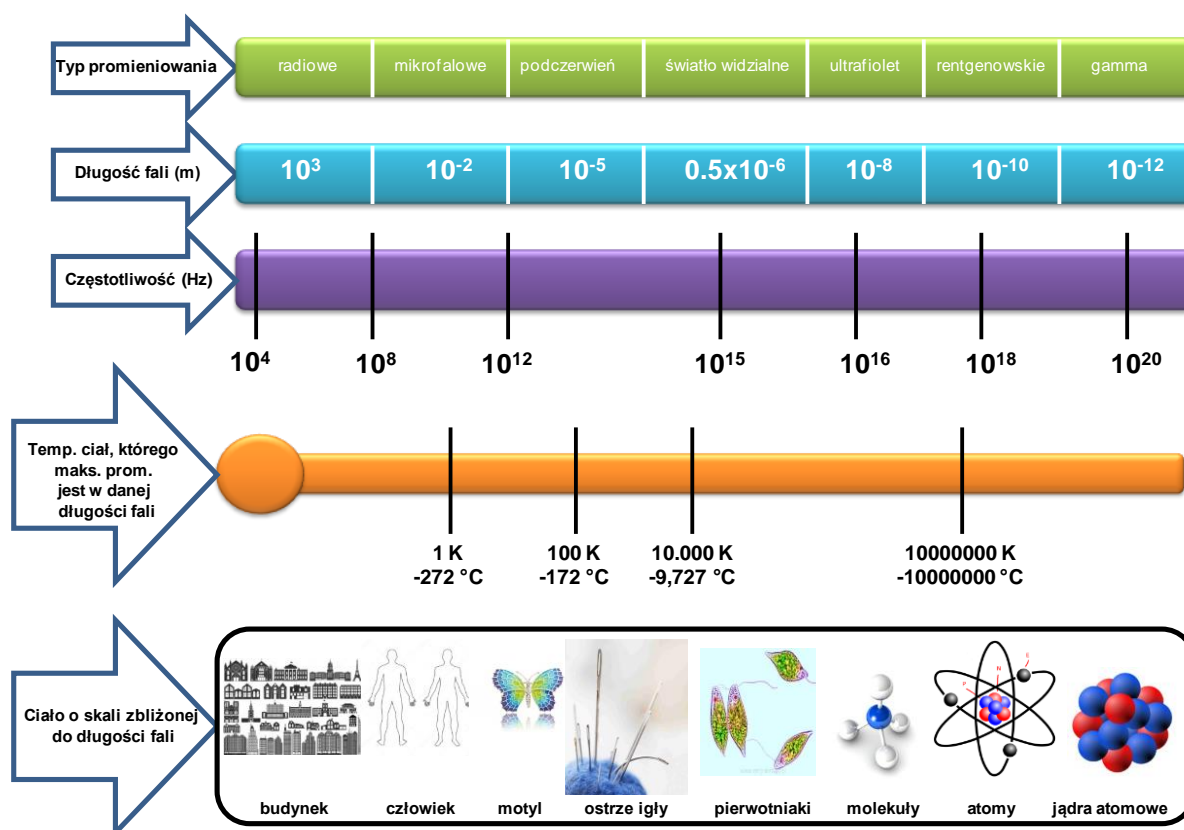 Typ promieniowania
radiowe
mikrofalowe
podczerwień
światło widzialne
ultrafiolet
rentgenowskie
gamma
Długość fali (m)
10³
10⁻²
10⁻⁵
0.5x10⁻⁶
10⁻⁸
10⁻¹⁰
10⁻¹²
Częstotliwość (Hz)
10⁴
10⁸
10¹²
10¹⁵
10¹⁶
10¹⁸
10²⁰
Temp. ciał, którego
maks. prom.
jest w danej
długości fali
1 K
-272 °C
100 K
-172 °C
10.000 K
-9,727 °C
10000000 K
-10000000 °C
Ciało o skali zbliżonej
do długości fali
budynek
człowiek
motyl
ostrze igły
pierwotniaki
molekuły
atomy
jądra atomowe